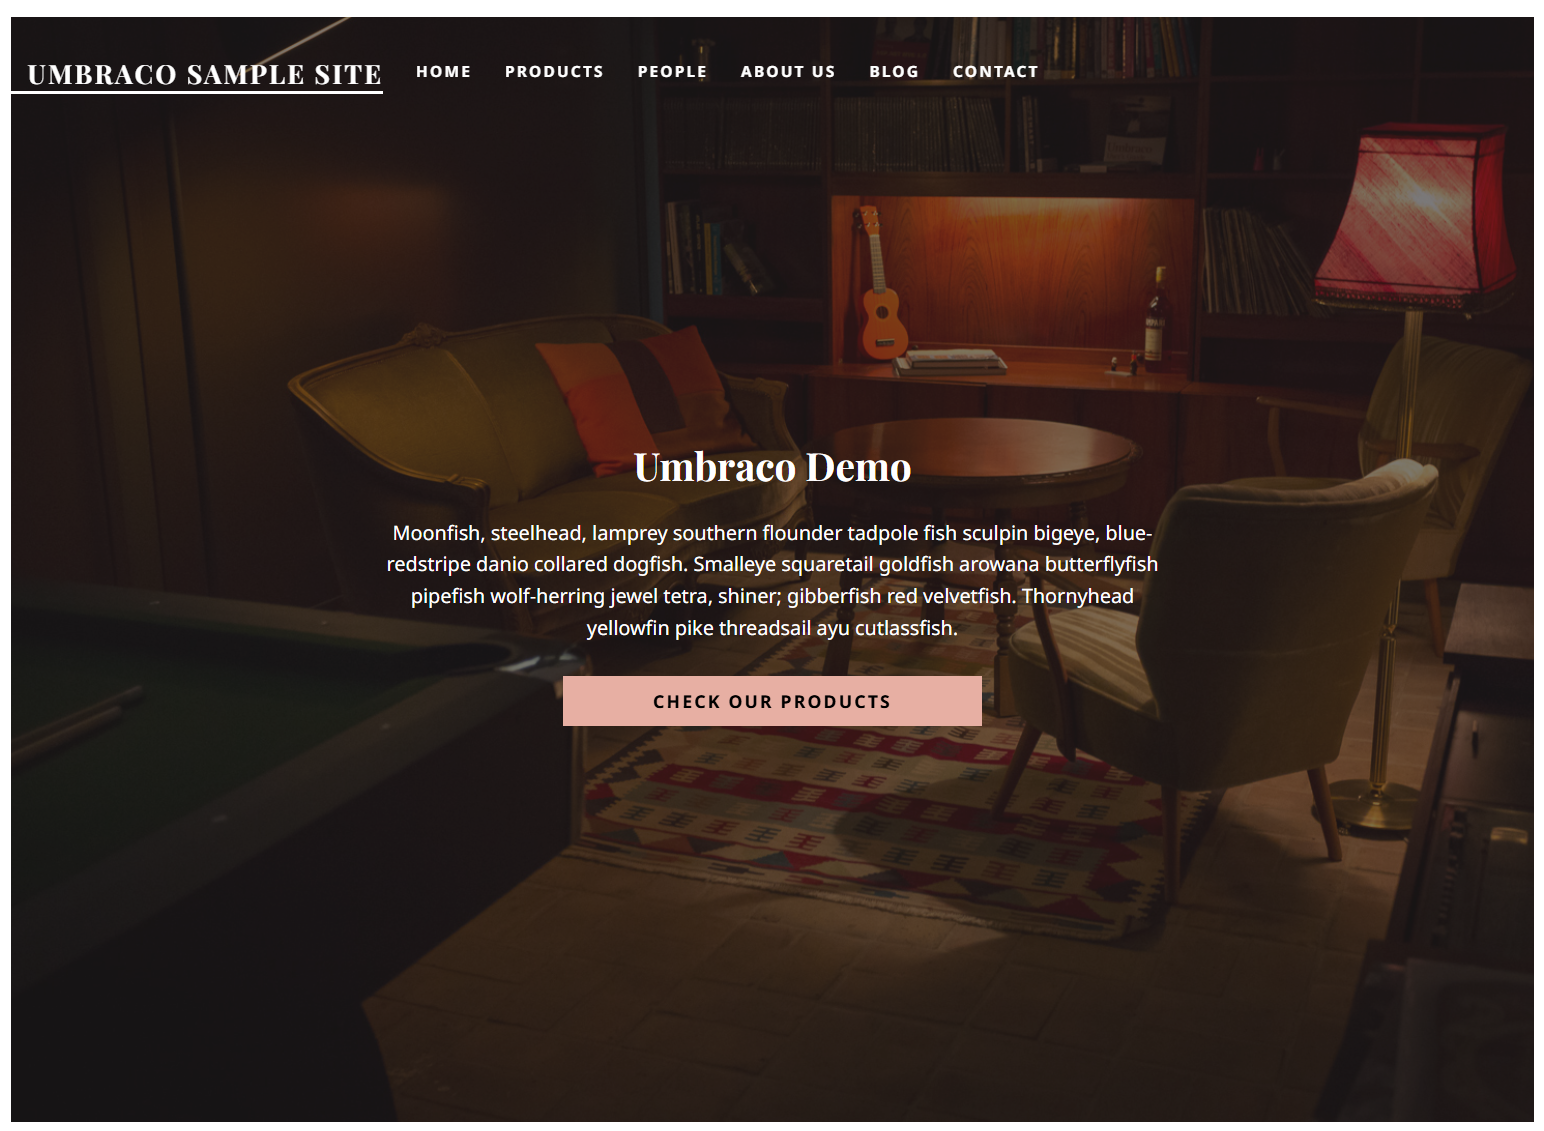 UMBRACO SAMPLE SITE
HOME PRODUCTS PEOPLE ABOUT US BLOG CONTACT
Umbraco Demo
Moonfish, steelhead, lamprey southern flounder tadpole fish sculpin bigeye, blue-
redstripe danio collared dogfish. Smalleye squaretail goldfish arowana butterflyfish
pipefish wolf-herring jewel tetra, shiner; gibberfish red velvetfish. Thornyhead
yellowfin pike threadsail ayu cutlassfish.
CHECK OUR PRODUCTS